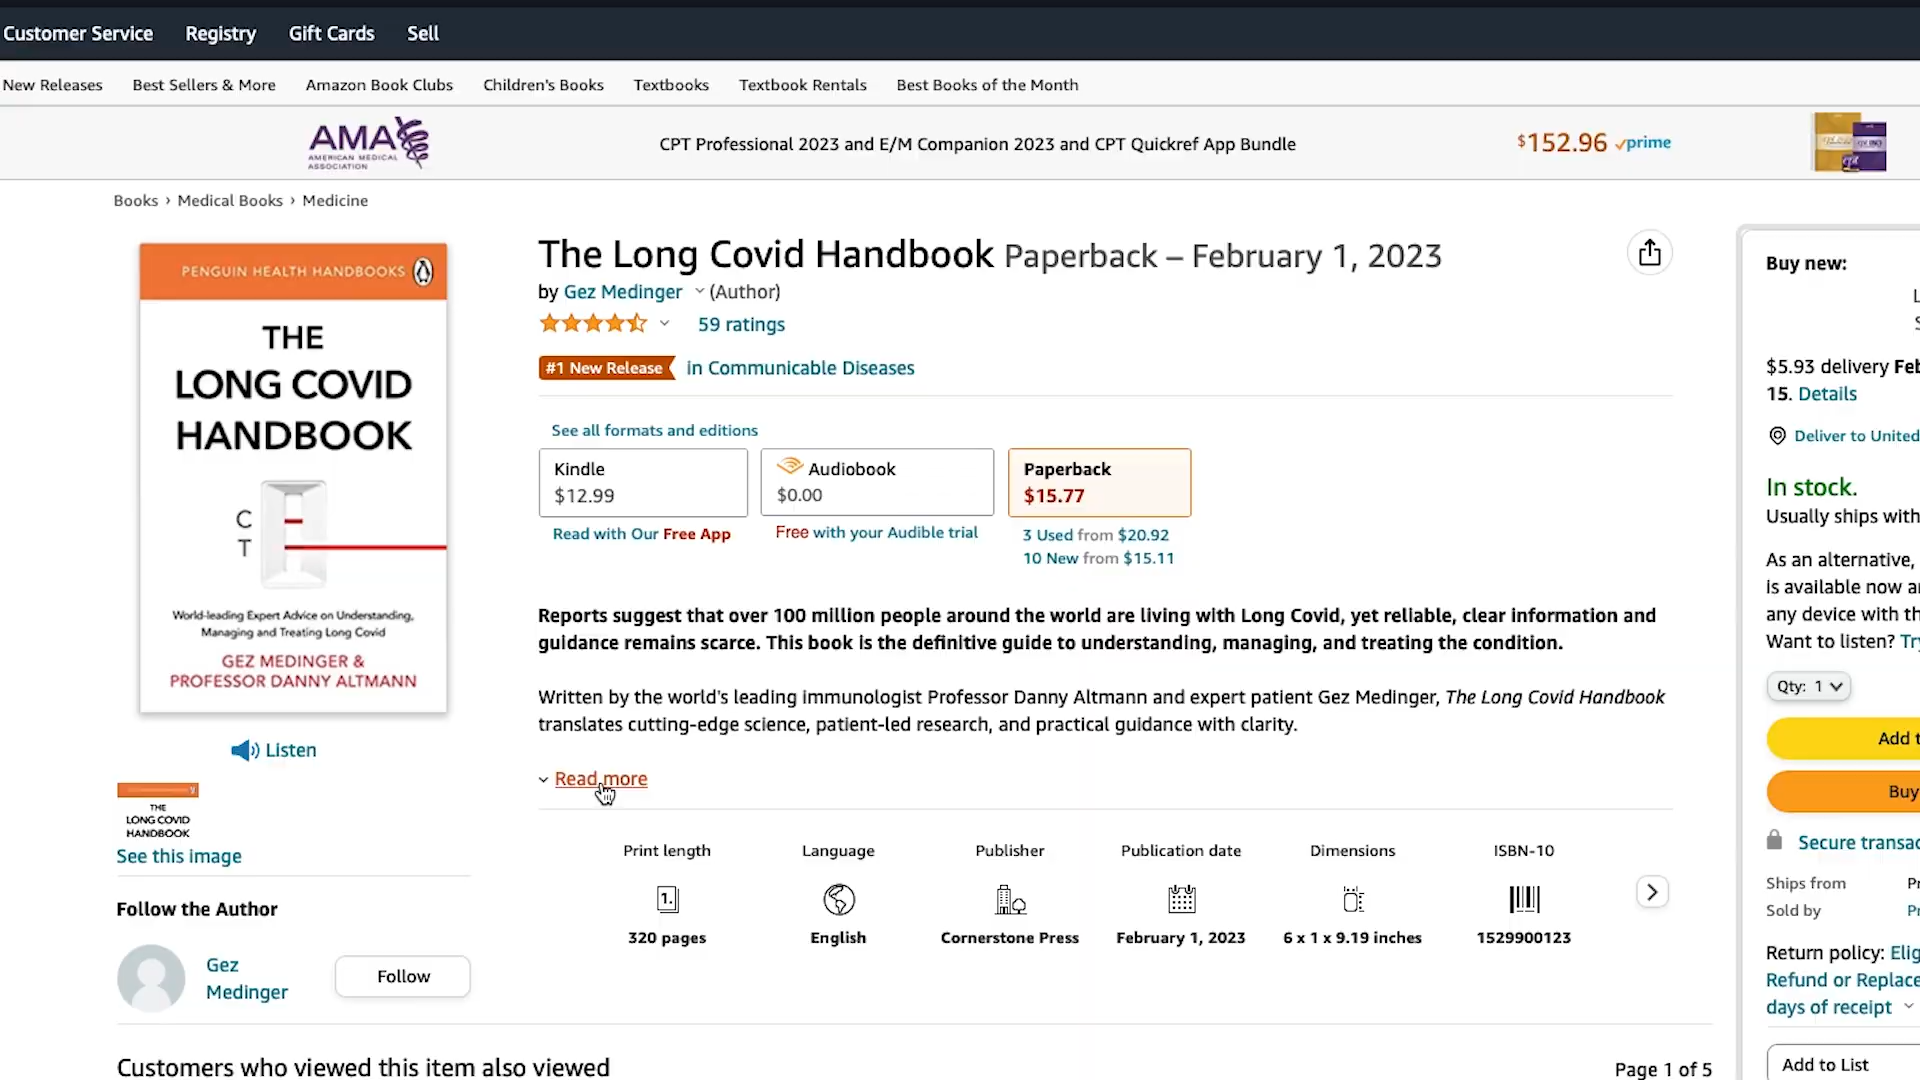 Customer Service Registry Gift Cards Sell
New Releases Best Sellers & More Amazon Book Clubs Children's Books Textbooks Textbook Rentals Best Books of the Month
AMA
AMERICAN MEDICAL
ASSOCIATION
CPT Professional 2023 and E/M Companion 2023 and CPT Quickref App Bundle
$152.96 prime
Books › Medical Books › Medicine
PENGUIN HEALTH HANDBOOKS
THE
LONG COVID
HANDBOOK
C
T
World-leading Expert Advice on Understanding,
Managing and Treating Long Covid
GEZ MEDINGER &
PROFESSOR DANNY ALTMANN
Listen
THE
LONG COVID
HANDBOOK
See this image
Follow the Author
Gez
Medinger
Follow
The Long Covid Handbook Paperback – February 1, 2023
by Gez Medinger (Author)
59 ratings
#1 New Release in Communicable Diseases
See all formats and editions
Kindle
$12.99
Read with Our Free App
Audiobook
$0.00
Free with your Audible trial
Paperback
$15.77
3 Used from $20.92
10 New from $15.11
Reports suggest that over 100 million people around the world are living with Long Covid, yet reliable, clear information and
guidance remains scarce. This book is the definitive guide to understanding, managing, and treating the condition.
Written by the world's leading immunologist Professor Danny Altmann and expert patient Gez Medinger, The Long Covid Handbook
translates cutting-edge science, patient-led research, and practical guidance with clarity.
Read more
Print length
1.
320 pages
Language
English
Publisher
Cornerstone Press
Publication date
February 1, 2023
Dimensions
6 x 1 x 9.19 inches
ISBN-10
1529900123
Buy new:
$5.93 delivery Feb
15. Details
Deliver to United
In stock.
Usually ships with
As an alternative,
is available now a
any device with th
Want to listen? Try
Qty: 1
Add t
Buy
Secure transac
Ships from
Sold by
Return policy: Elig
Refund or Replace
days of receipt
Add to List
Customers who viewed this item also viewed
Page 1 of 5